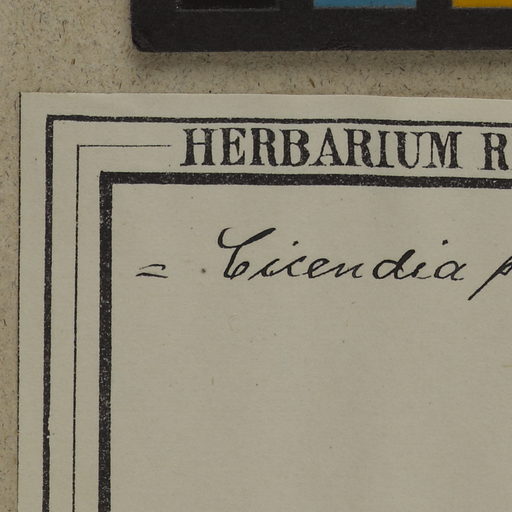 HERBARIUM R
= Cicendia p